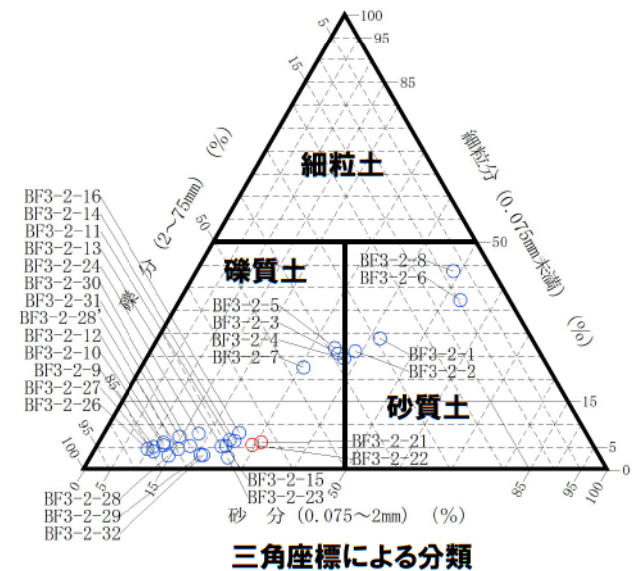 100
95
85
5
15
細粒分 (0.075mm未満) (%)
礫 分 (2~75mm) (%)
細粒土
50
50
礫質土
砂質土
BF3-2-16
BF3-2-14
BF3-2-11
BF3-2-13
BF3-2-24
BF3-2-30
BF3-2-31
BF3-2-28'
BF3-2-12
BF3-2-10
BF3-2-9
BF3-2-27
BF3-2-26
BF3-2-5
BF3-2-3
BF3-2-4
BF3-2-7
BF3-2-8
BF3-2-6
BF3-2-1
BF3-2-2
BF3-2-21
BF3-2-22
BF3-2-15
BF3-2-23
BF3-2-28
BF3-2-29
BF3-2-32
85
95
100
15
5
0
0
5
15
50
85
95
100
砂 分 (0.075~2mm) (%)
三角座標による分類